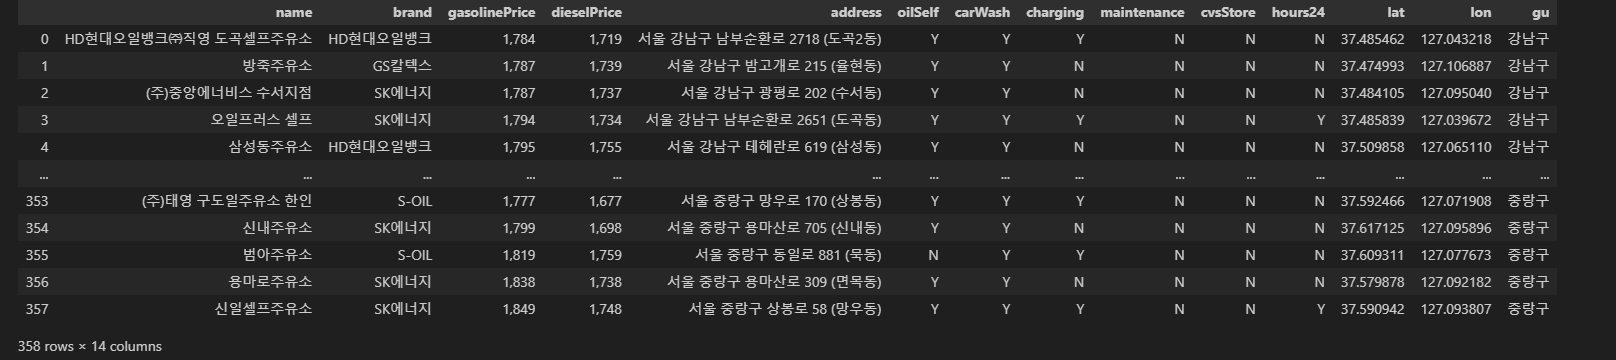 name brand gasolinePrice dieselPrice address oilSelf carWash charging maintenance cvsStore hours24 lat lon gu
0 HD현대오일뱅크㈜직영 도곡셀프주유소 HD현대오일뱅크 1,784 1,719 서울 강남구 남부순환로 2718 (도곡2동) Y Y Y N N N 37.485462 127.043218 강남구
1 방죽주유소 GS칼텍스 1,787 1,739 서울 강남구 밤고개로 215 (율현동) Y Y N N N N 37.474993 127.106887 강남구
2 (주)중앙에너비스 수서지점 SK에너지 1,787 1,737 서울 강남구 광평로 202 (수서동) Y Y N N N N 37.484105 127.095040 강남구
3 오일프러스 셀프 SK에너지 1,794 1,734 서울 강남구 남부순환로 2651 (도곡동) Y Y Y N N Y 37.485839 127.039672 강남구
4 삼성동주유소 HD현대오일뱅크 1,795 1,755 서울 강남구 테헤란로 619 (삼성동) Y Y N N N N 37.509858 127.065110 강남구
... ... ... ... ... ... ... ... ... ... ... ... ... ... ...
353 (주)태영 구도일주유소 한인 S-OIL 1,777 1,677 서울 중랑구 망우로 170 (상봉동) Y Y Y N N N 37.592466 127.071908 중랑구
354 신내주유소 SK에너지 1,799 1,698 서울 중랑구 용마산로 705 (신내동) Y Y Y N N N 37.617125 127.095896 중랑구
355 범아주유소 S-OIL 1,819 1,759 서울 중랑구 동일로 881 (묵동) N Y Y N N N 37.609311 127.077673 중랑구
356 용마로주유소 SK에너지 1,838 1,738 서울 중랑구 용마산로 309 (면목동) Y Y N N N N 37.579878 127.092182 중랑구
357 신일셀프주유소 SK에너지 1,849 1,748 서울 중랑구 상봉로 58 (망우동) Y Y Y N N Y 37.590942 127.093807 중랑구
358 rows × 14 columns